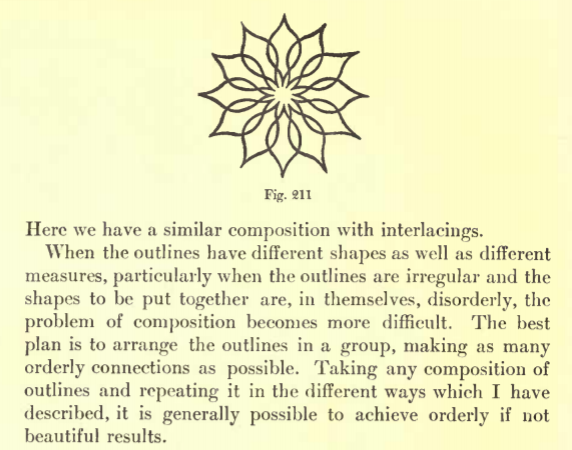 Fig. 211
Here we have a similar composition with interlacings.
When the outlines have different shapes as well as different
measures, particularly when the outlines are irregular and the
shapes to be put together are, in themselves, disorderly, the
problem of composition becomes more difficult. The best
plan is to arrange the outlines in a group, making as many
orderly connections as possible. Taking any composition of
outlines and repeating it in the different ways which I have
described, it is generally possible to achieve orderly if not
beautiful results.